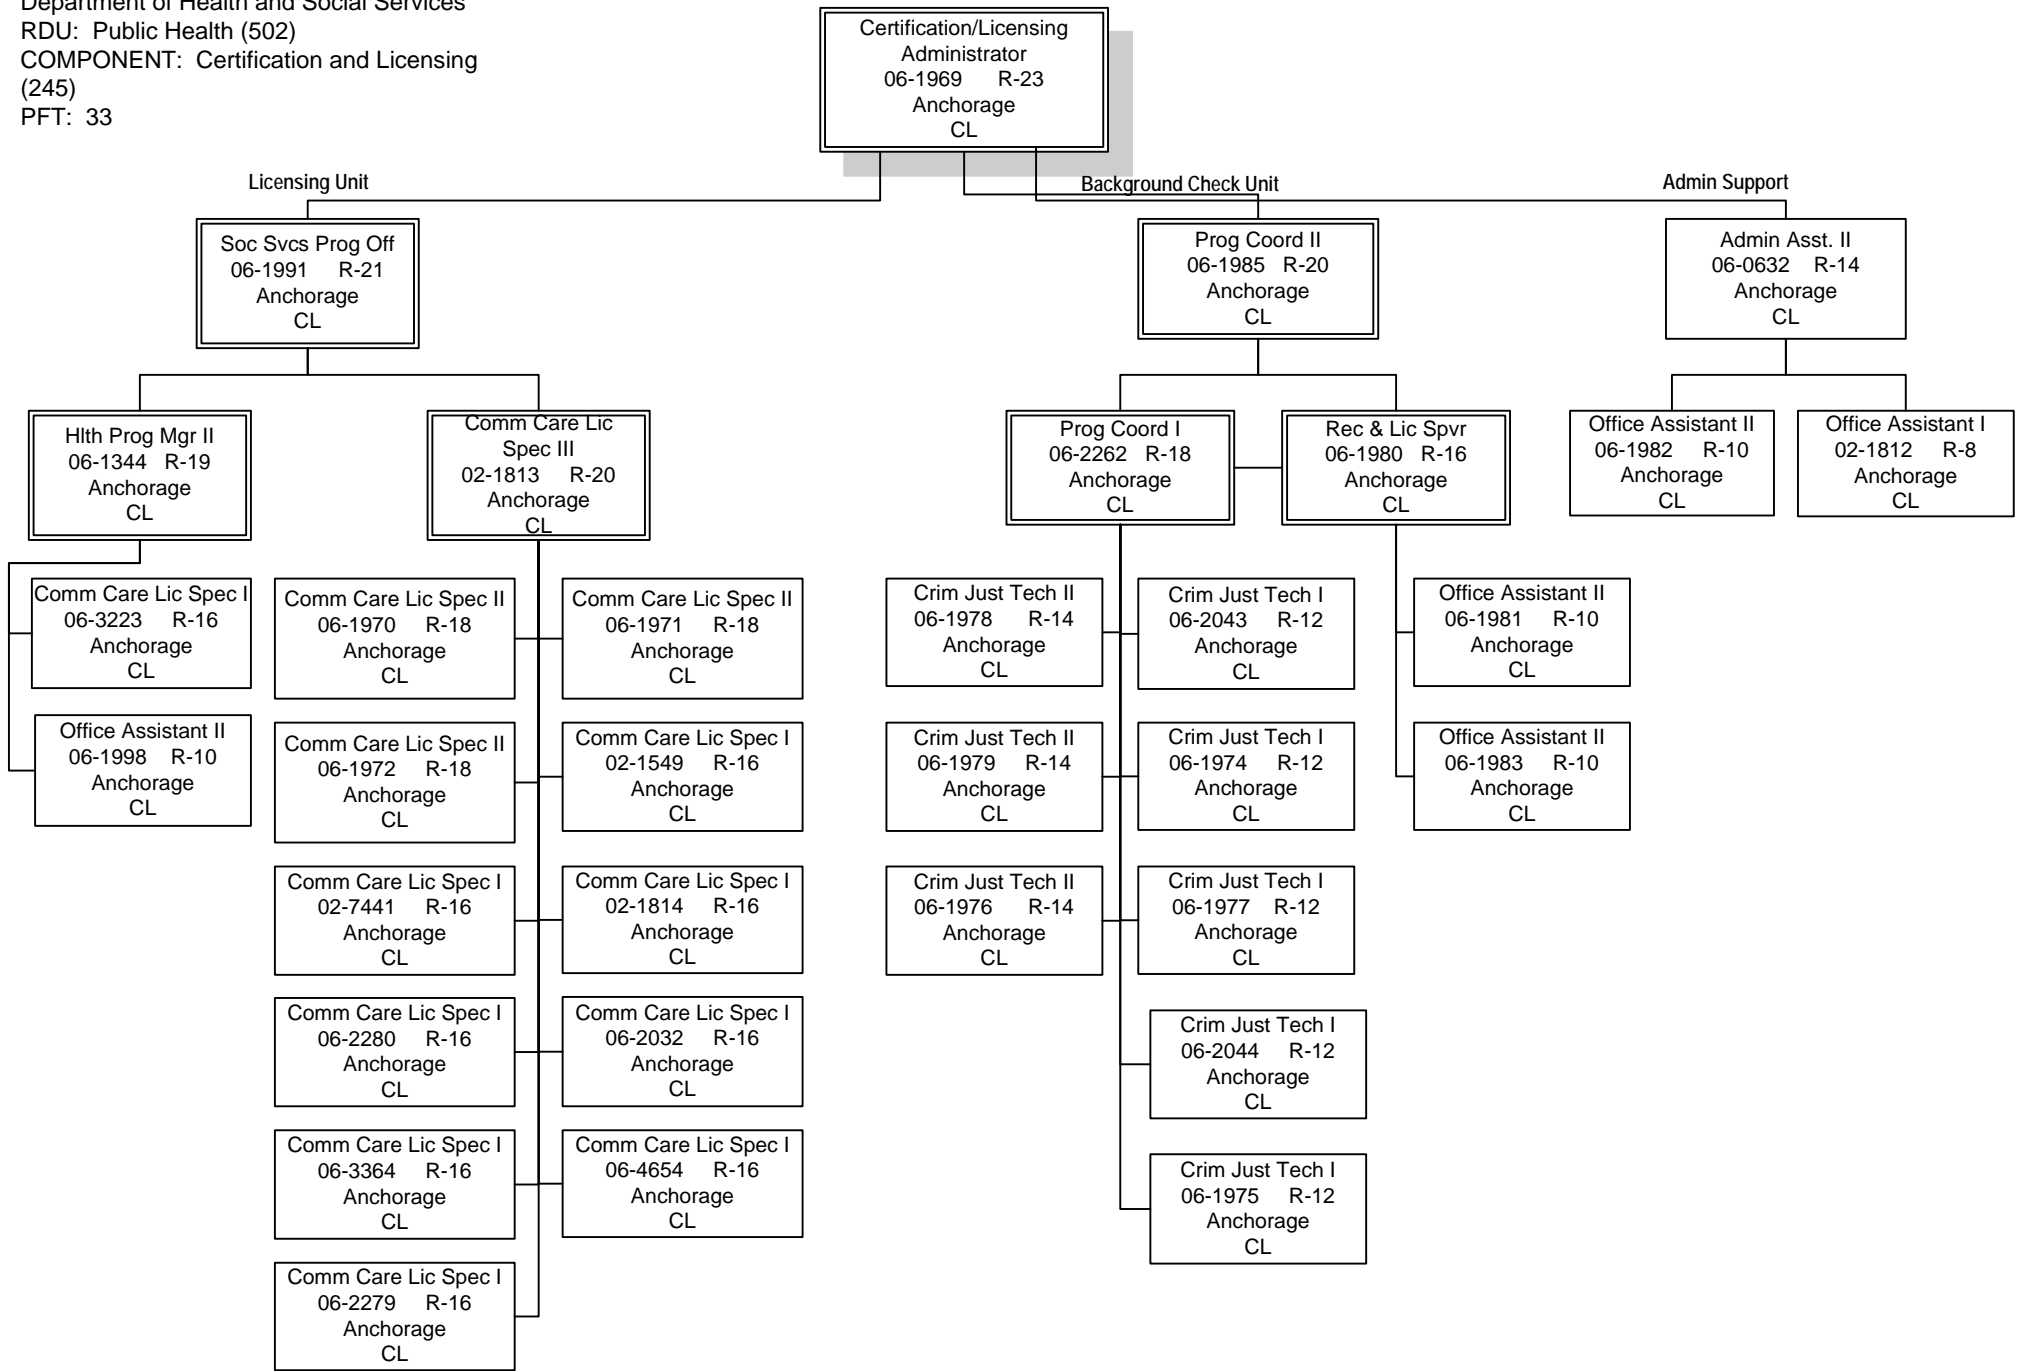 Department of Health and Social Services
RDU: Public Health (502)
COMPONENT: Certification and Licensing
(245)
PFT: 33
Certification/Licensing
Administrator
06-1969 R-23
Anchorage
CL
Licensing Unit
Background Check Unit
Admin Support
Soc Svcs Prog Off
06-1991 R-21
Anchorage
CL
Prog Coord II
06-1985 R-20
Anchorage
CL
Admin Asst. II
06-0632 R-14
Anchorage
CL
Hlth Prog Mgr II
06-1344 R-19
Anchorage
CL
Comm Care Lic
Spec III
02-1813 R-20
Anchorage
CL
Prog Coord I
06-2262 R-18
Anchorage
CL
Rec & Lic Spvr
06-1980 R-16
Anchorage
CL
Office Assistant II
06-1982 R-10
Anchorage
CL
Office Assistant I
02-1812 R-8
Anchorage
CL
Comm Care Lic Spec I
06-3223 R-16
Anchorage
CL
Comm Care Lic Spec II
06-1970 R-18
Anchorage
CL
Comm Care Lic Spec II
06-1971 R-18
Anchorage
CL
Crim Just Tech II
06-1978 R-14
Anchorage
CL
Crim Just Tech I
06-2043 R-12
Anchorage
CL
Office Assistant II
06-1981 R-10
Anchorage
CL
Office Assistant II
06-1998 R-10
Anchorage
CL
Comm Care Lic Spec II
06-1972 R-18
Anchorage
CL
Comm Care Lic Spec I
02-1549 R-16
Anchorage
CL
Crim Just Tech II
06-1979 R-14
Anchorage
CL
Crim Just Tech I
06-1974 R-12
Anchorage
CL
Office Assistant II
06-1983 R-10
Anchorage
CL
Comm Care Lic Spec I
02-7441 R-16
Anchorage
CL
Comm Care Lic Spec I
02-1814 R-16
Anchorage
CL
Crim Just Tech II
06-1976 R-14
Anchorage
CL
Crim Just Tech I
06-1977 R-12
Anchorage
CL
Comm Care Lic Spec I
06-2280 R-16
Anchorage
CL
Comm Care Lic Spec I
06-2032 R-16
Anchorage
CL
Crim Just Tech I
06-2044 R-12
Anchorage
CL
Comm Care Lic Spec I
06-3364 R-16
Anchorage
CL
Comm Care Lic Spec I
06-4654 R-16
Anchorage
CL
Crim Just Tech I
06-1975 R-12
Anchorage
CL
Comm Care Lic Spec I
06-2279 R-16
Anchorage
CL